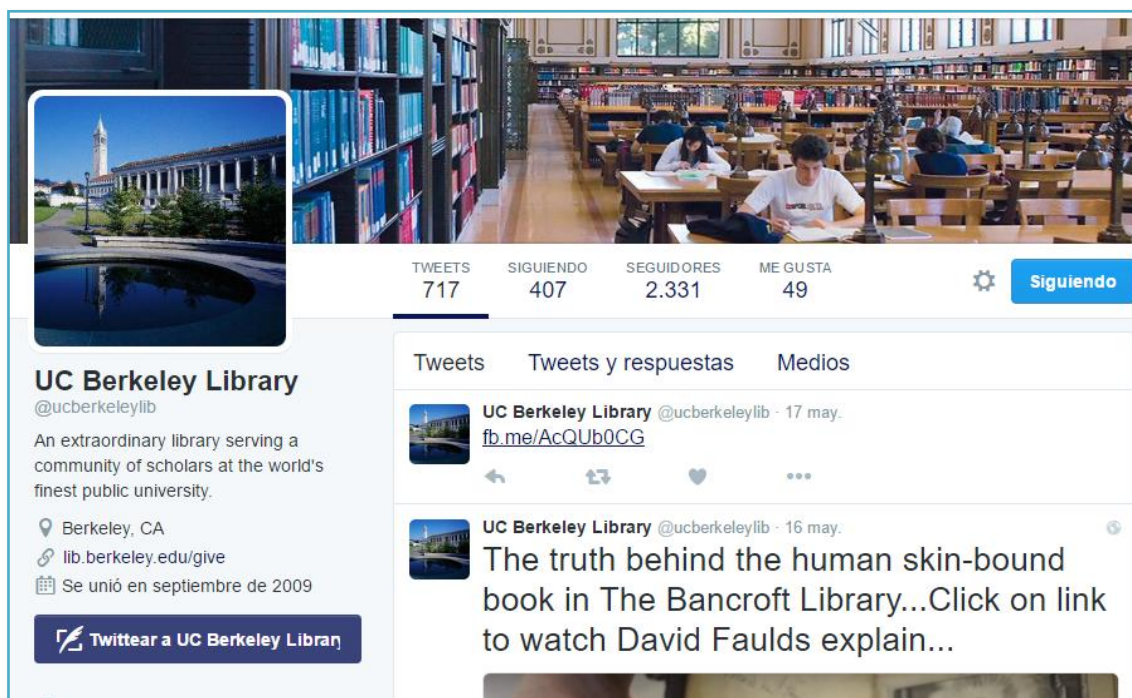 TWEETS SIGUIENDO SEGUIDORES ME GUSTA
717 407 2.331 49
Siguiendo
UC Berkeley Library
@ucberkeleylib
An extraordinary library serving a
community of scholars at the world's
finest public university.
Berkeley, CA
lib.berkeley.edu/give
Se unió en septiembre de 2009
Twittear a UC Berkeley
Tweets Tweets y respuestas Medios
UC Berkeley Library @ucberkeleylib · 17 may.
fb.me/AcQUb0CG
UC Berkeley Library @ucberkeleylib · 16 may.
The truth behind the human skin-bound
book in The Bancroft Library...Click on link
to watch David Faulds explain...